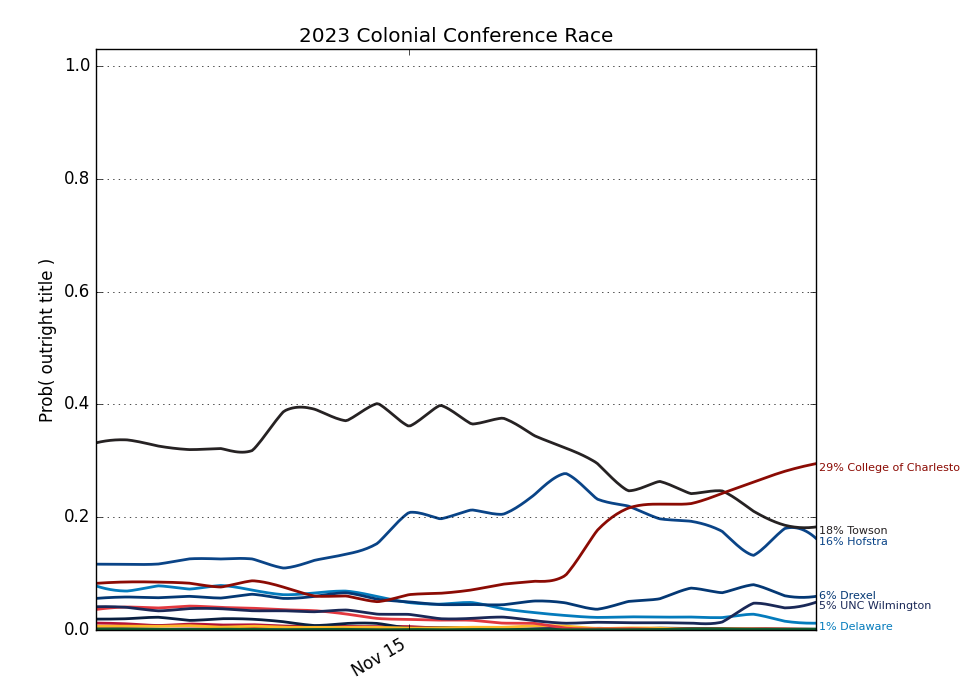 2023 Colonial Conference Race
Prob( outright title )
1.0
0.8
0.6
0.4
0.2
0.0
Nov 15
29% College of Charlesto
18% Towson
16% Hofstra
6% Drexel
5% UNC Wilmington
1% Delaware